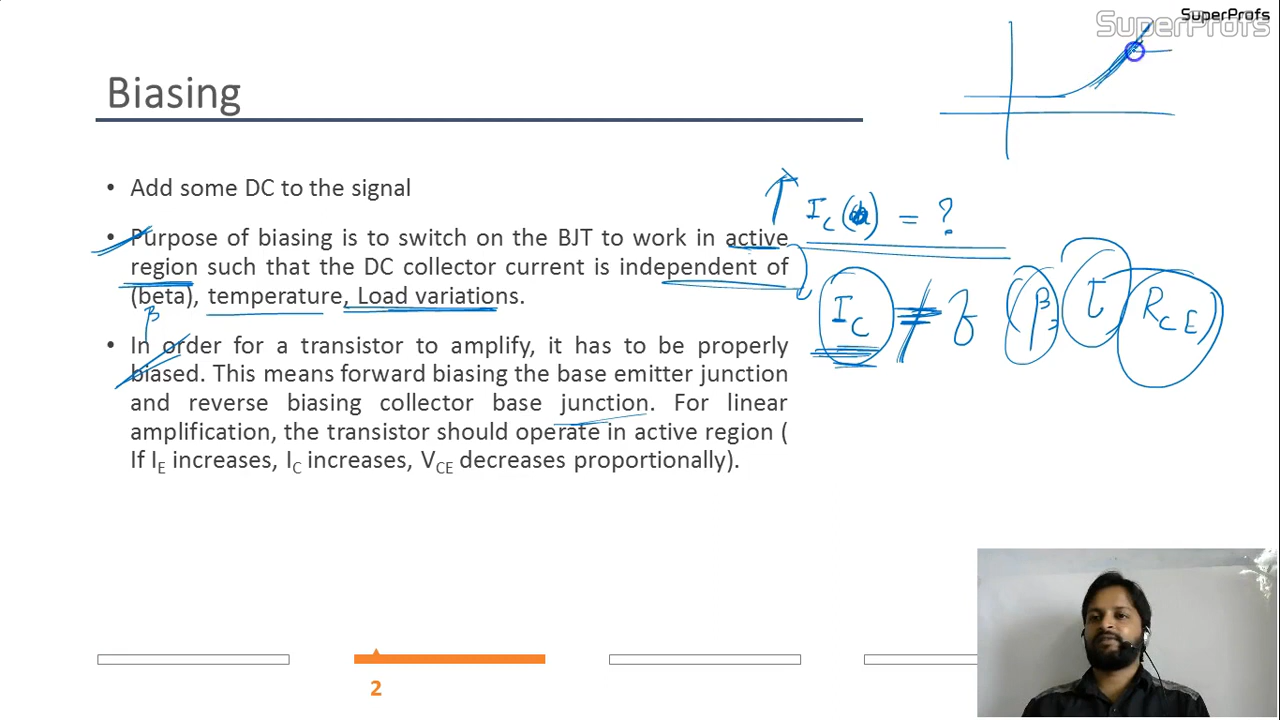 SuperProfs
SuperProfs
Biasing
• Add some DC to the signal
• Purpose of biasing is to switch on the BJT to work in active
region such that the DC collector current is independent of
(beta), temperature, Load variations.
β
• In order for a transistor to amplify, it has to be properly
biased. This means forward biasing the base emitter junction
and reverse biasing collector base junction. For linear
amplification, the transistor should operate in active region (
If IE increases, IC increases, VCE decreases proportionally).
IC( ) = ?
IC ≠ f (β, t, RCE)
2